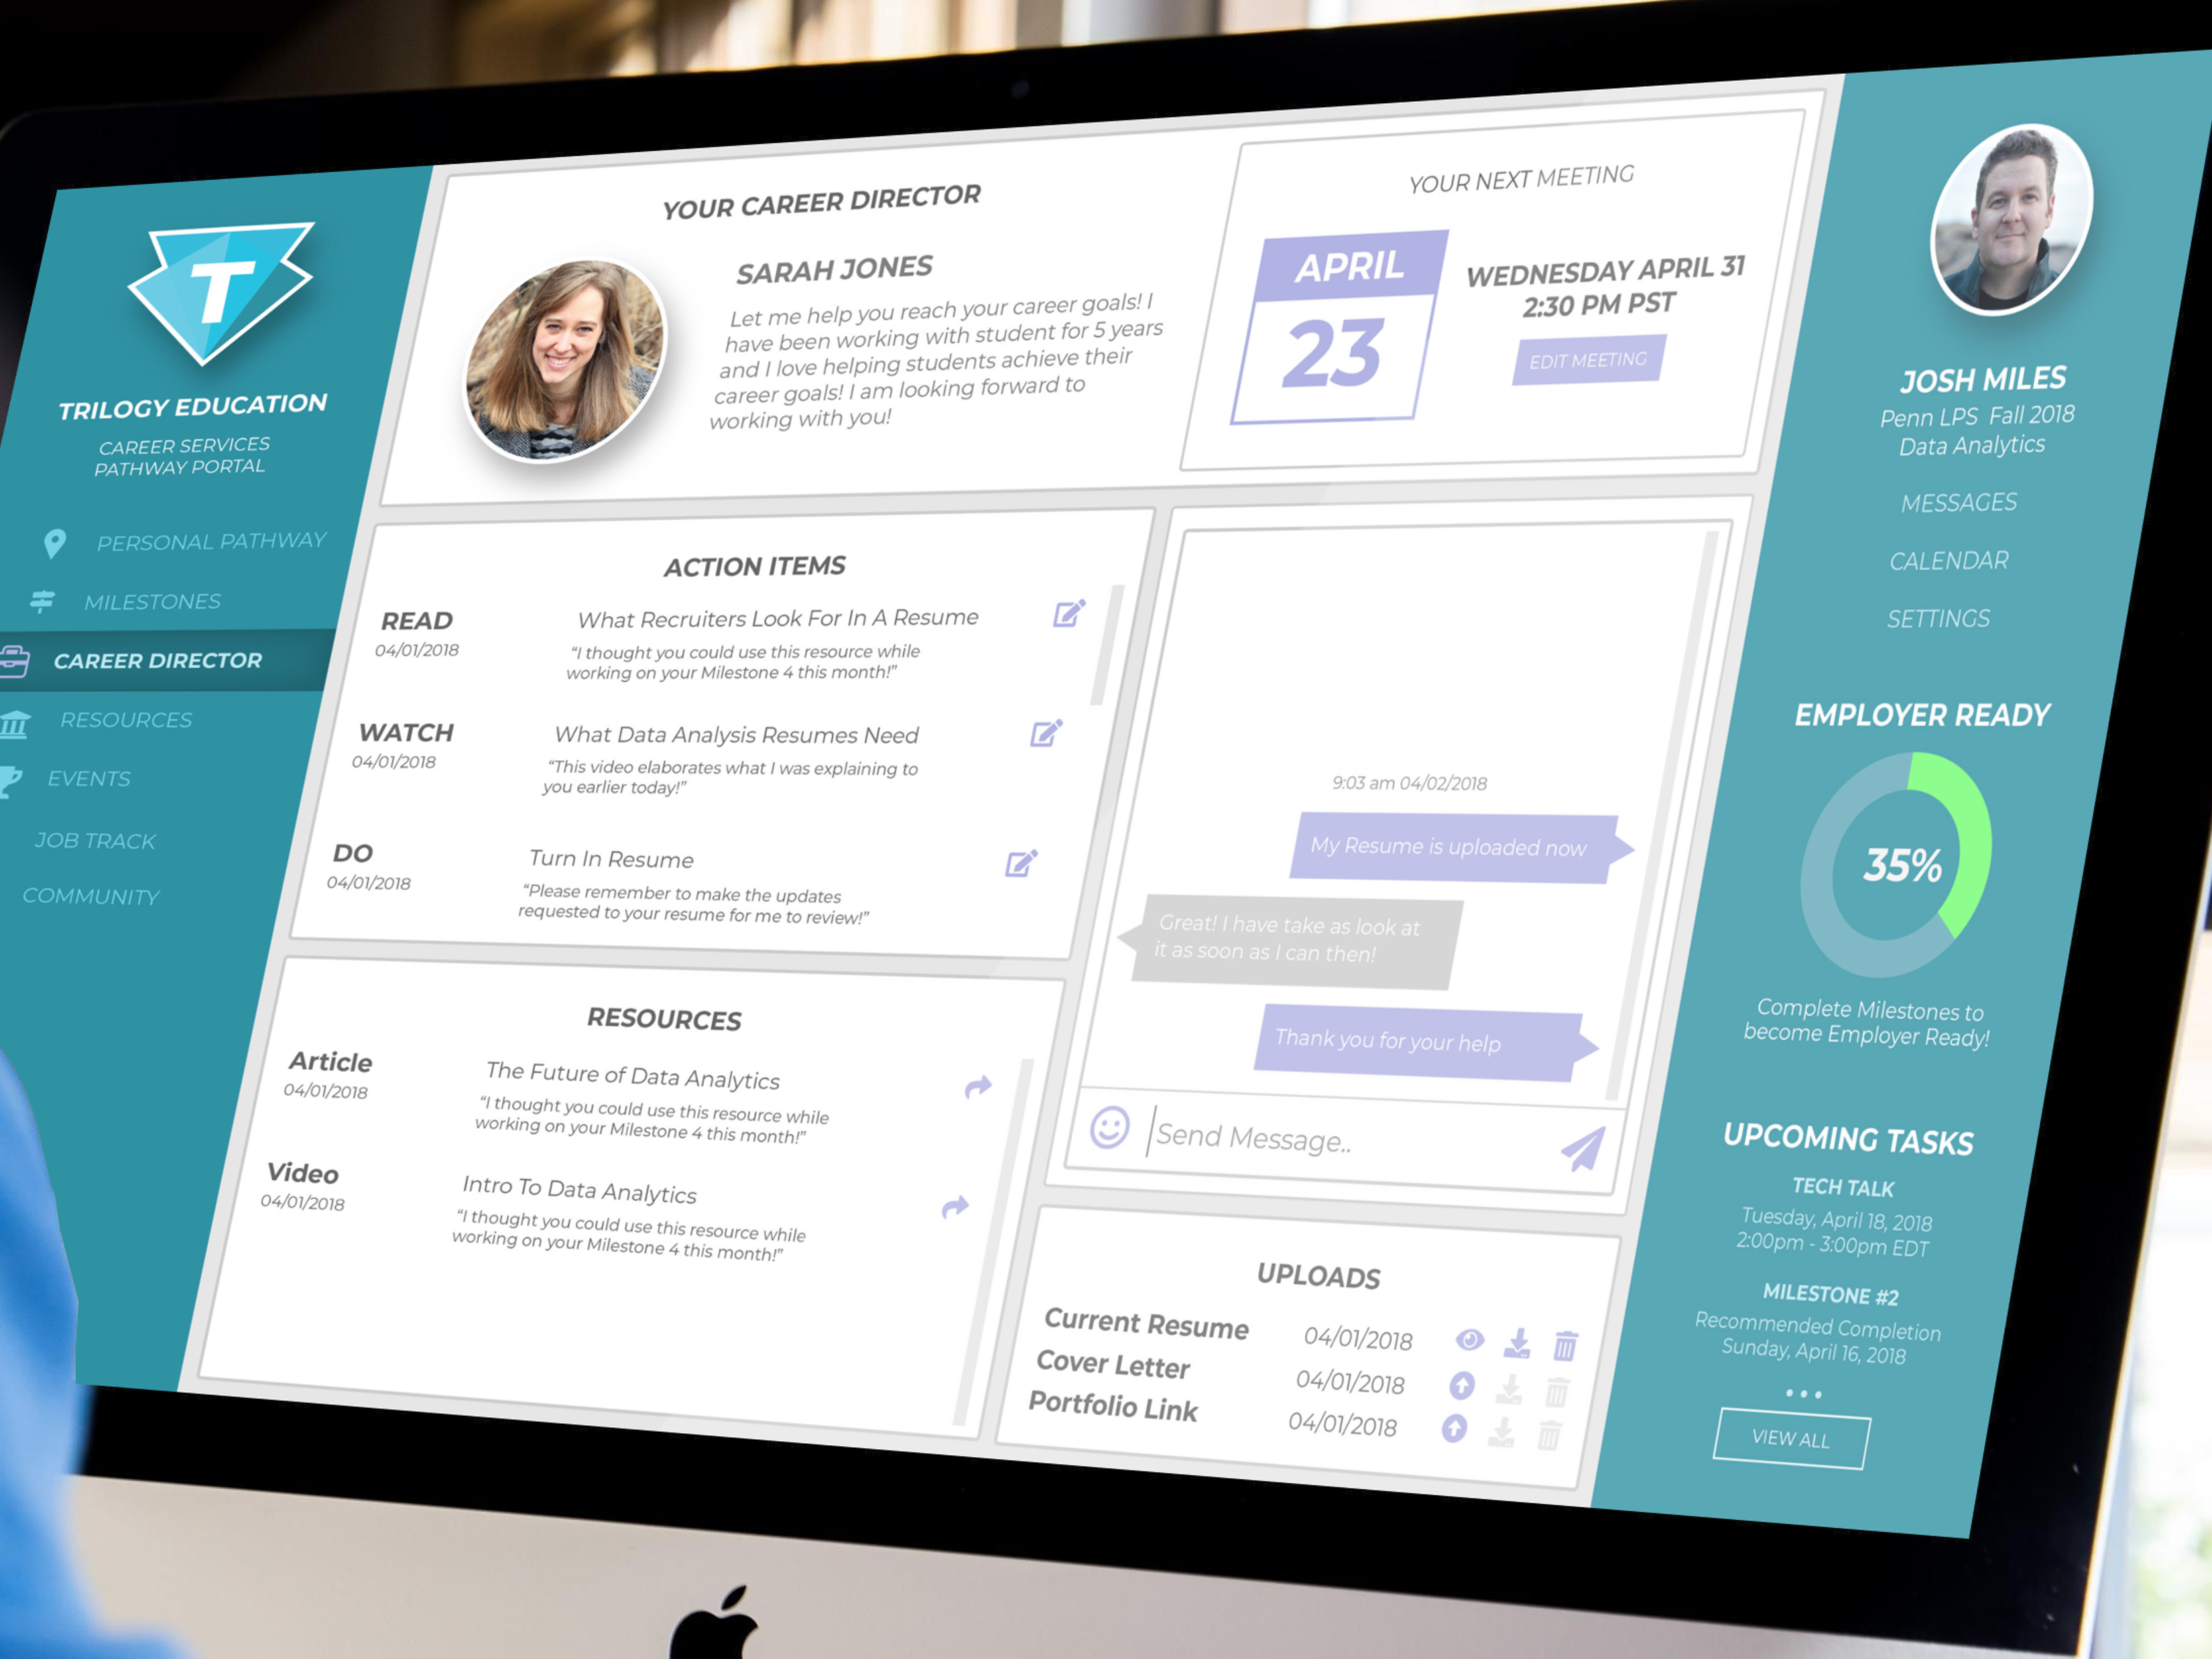 T
TRILOGY EDUCATION
CAREER SERVICES
PATHWAY PORTAL
PERSONAL PATHWAY
MILESTONES
CAREER DIRECTOR
RESOURCES
EVENTS
JOB TRACK
COMMUNITY
YOUR CAREER DIRECTOR
SARAH JONES
Let me help you reach your career goals! I
have been working with student for 5 years
and I love helping students achieve their
career goals! I am looking forward to
working with you!
YOUR NEXT MEETING
APRIL
23
WEDNESDAY APRIL 31
2:30 PM PST
EDIT MEETING
ACTION ITEMS
READ
04/01/2018
What Recruiters Look For In A Resume
“I thought you could use this resource while
working on your Milestone 4 this month!”
WATCH
04/01/2018
What Data Analysis Resumes Need
“This video elaborates what I was explaining to
you earlier today!”
DO
04/01/2018
Turn In Resume
“Please remember to make the updates
requested to your resume for me to review!”
RESOURCES
Article
04/01/2018
The Future of Data Analytics
“I thought you could use this resource while
working on your Milestone 4 this month!”
Video
04/01/2018
Intro To Data Analytics
“I thought you could use this resource while
working on your Milestone 4 this month!”
9:03 am 04/02/2018
My Resume is uploaded now
Great! I have take as look at
it as soon as I can then!
Thank you for your help
Send Message..
UPLOADS
Current Resume 04/01/2018
Cover Letter 04/01/2018
Portfolio Link 04/01/2018
JOSH MILES
Penn LPS Fall 2018
Data Analytics
MESSAGES
CALENDAR
SETTINGS
EMPLOYER READY
35%
Complete Milestones to
become Employer Ready!
UPCOMING TASKS
TECH TALK
Tuesday, April 18, 2018
2:00pm - 3:00pm EDT
MILESTONE #2
Recommended Completion
Sunday, April 16, 2018
VIEW ALL